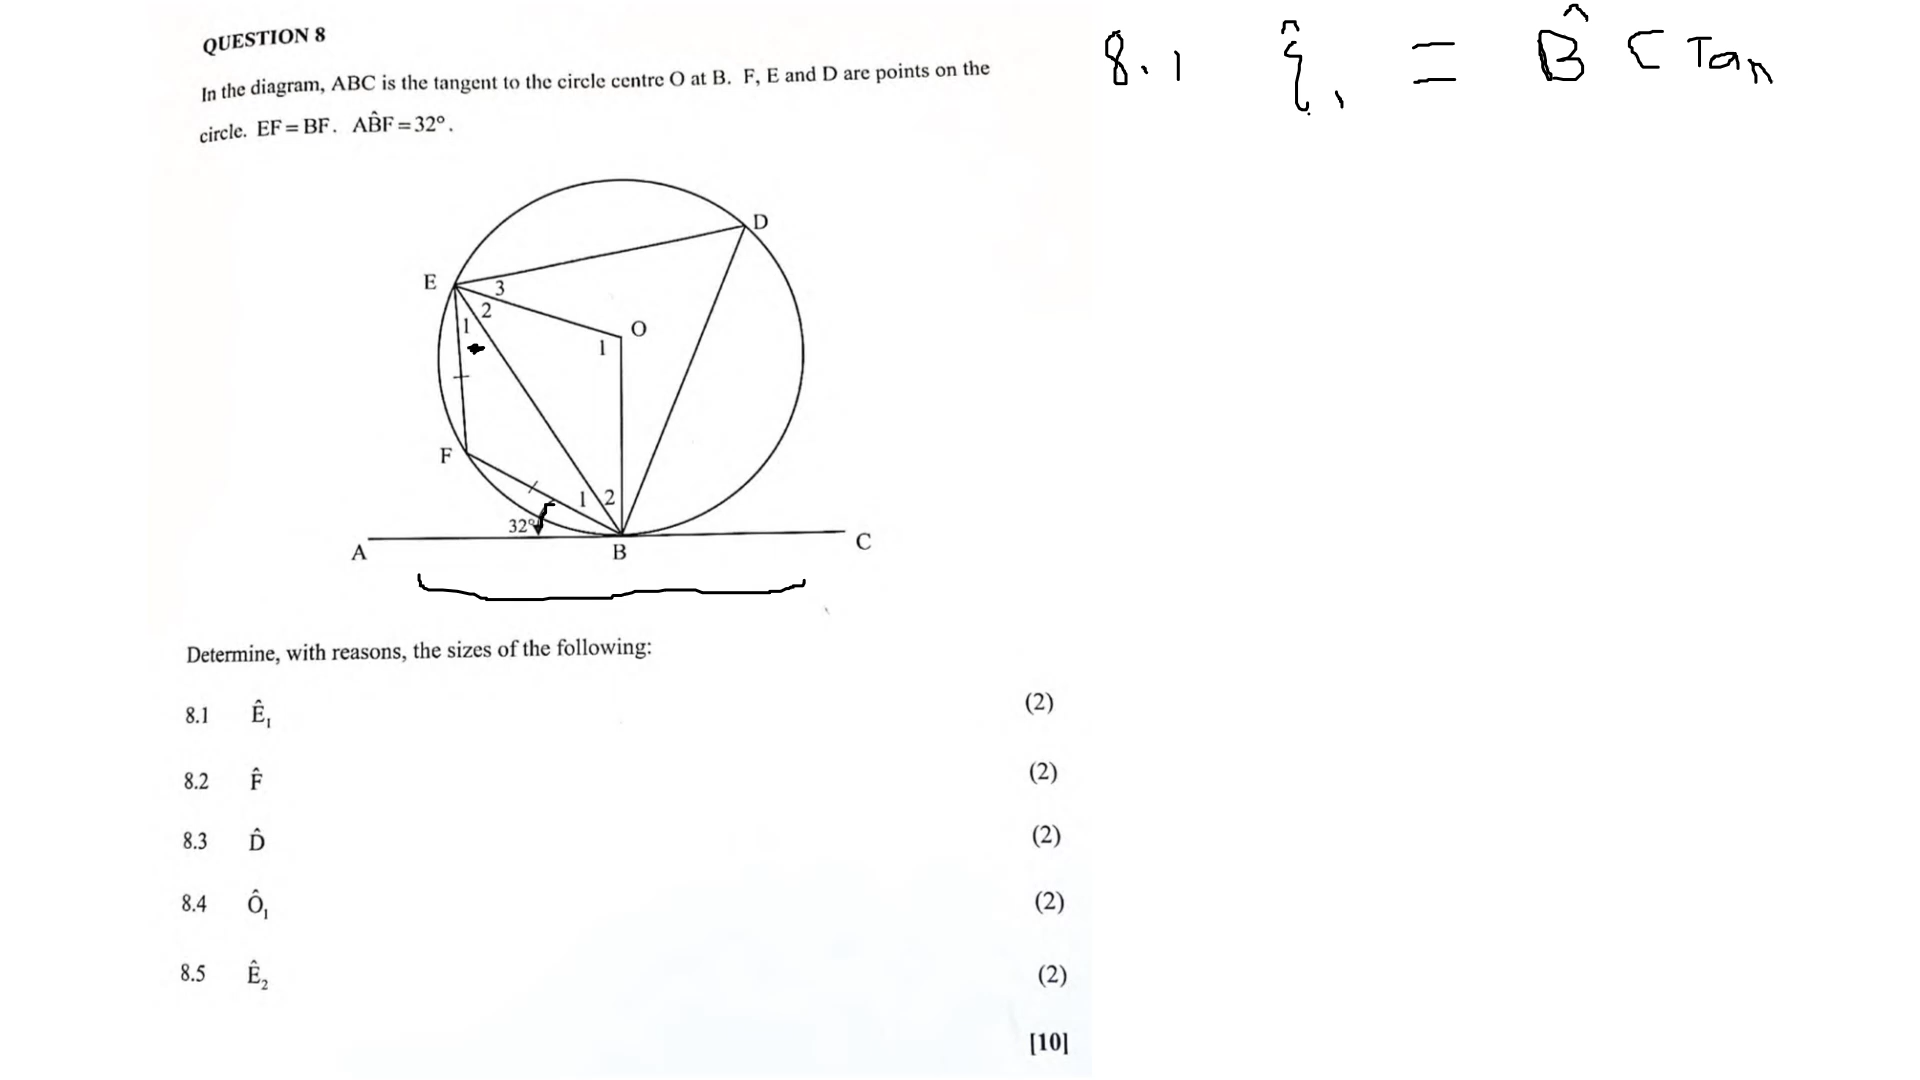 QUESTION 8
In the diagram, ABC is the tangent to the circle centre O at B. F, E and D are points on the
circle. EF = BF. AB̂F = 32°.
D
E
3
2
1
O
1
F
1 2
32°
A
B
C
Determine, with reasons, the sizes of the following:
8.1 Ê₁ (2)
8.2 F̂ (2)
8.3 D̂ (2)
8.4 Ô₁ (2)
8.5 Ê₂ (2)
[10]
8.1 Ê₁ = B̂ ( Tan